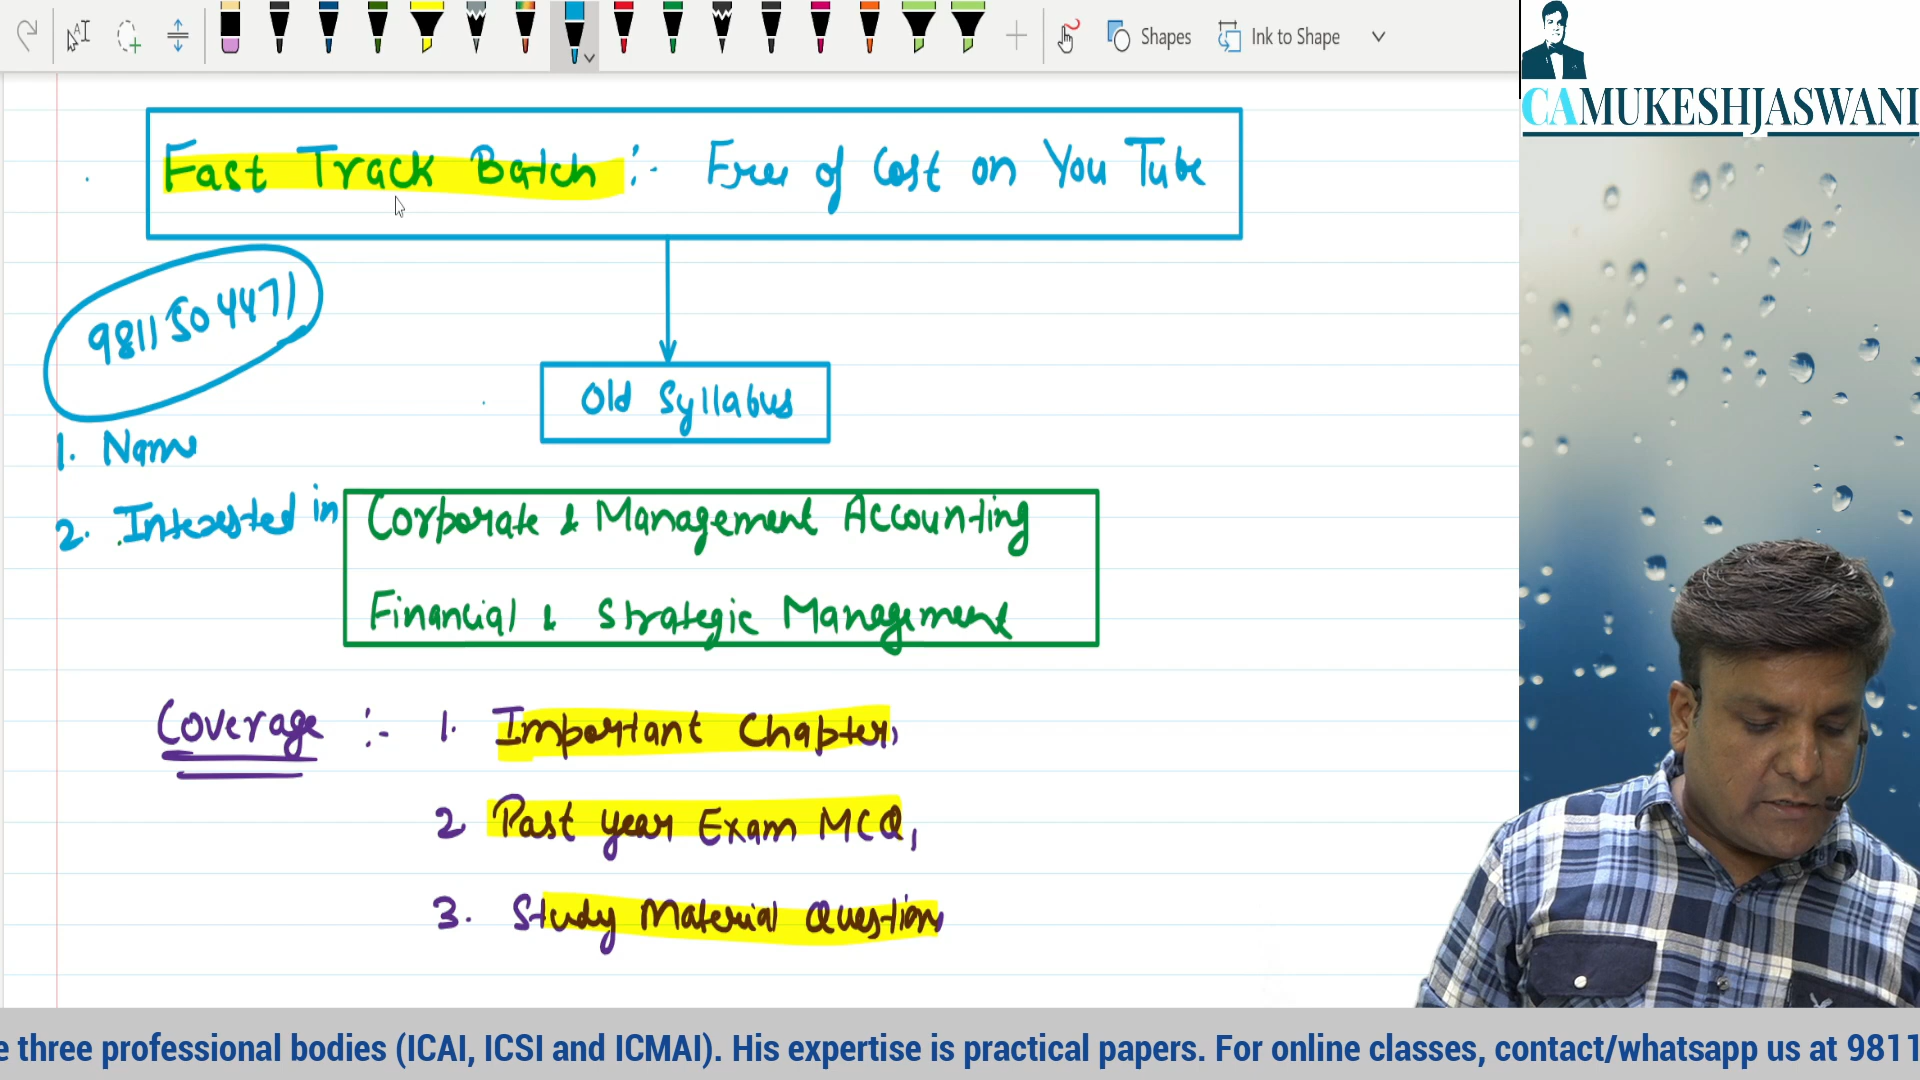 Shapes
Ink to Shape
CAMUKESHJASWANI
Fast Track Batch :- Free of Cost on You Tube
9811504471
Old Syllabus
1. Name
2. Interested in
Corporate & Management Accounting
Financial & Strategic Management
Coverage :- 1. Important Chapter,
2 Past year Exam MCQ,
3. Study Material Question
e three professional bodies (ICAI, ICSI and ICMAI). His expertise is practical papers. For online classes, contact/whatsapp us at 9811